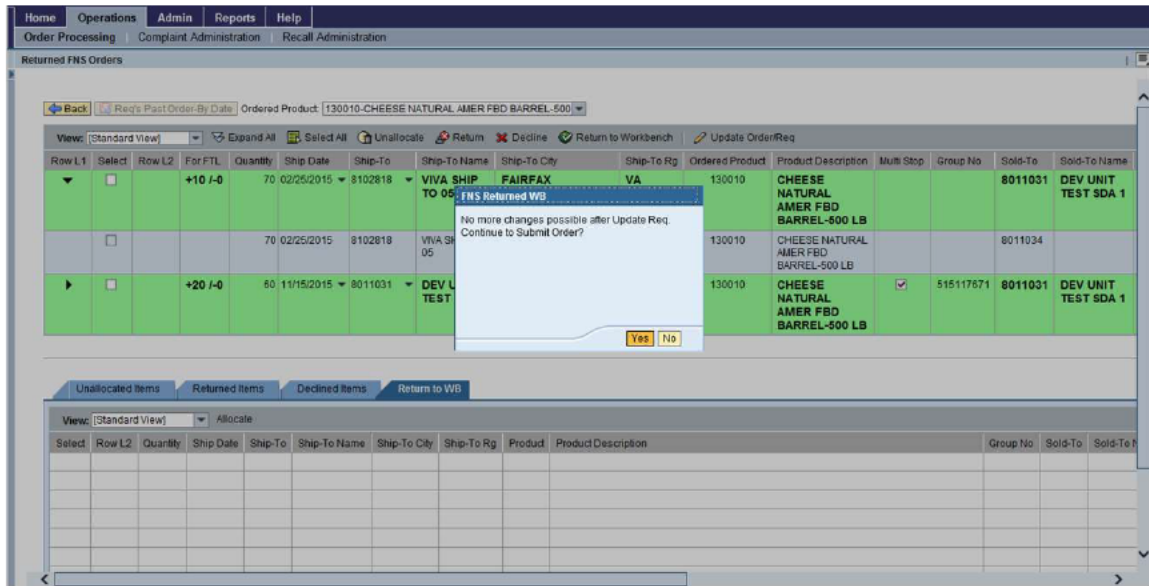 Home Operations Admin Reports Help
Order Processing Complaint Administration Recall Administration
Returned FNS Orders
Back Req's Past Order-By Date Ordered Product: 130010-CHEESE NATURAL AMER FBD BARREL-500
View: [Standard View] Expand All Select All Unallocate Return Decline Return to Workbench Update Order/Req
Row L1 Select Row L2 For FTL Quantity Ship Date Ship-To Ship-To Name Ship-To City Ship-To Rg Ordered Product Product Description Multi Stop Group No Sold-To Sold-To Name
+10 /-0 70 02/25/2015 8102818 VIVA SHIP FAIRFAX VA 130010 CHEESE 8011031 DEV UNIT
TO 05 NATURAL TEST SDA 1
AMER FBD
BARREL-500 LB
70 02/25/2015 8102818 VIVA SH 130010 CHEESE NATURAL 8011034
05 AMER FBD
BARREL-500 LB
+20 /-0 60 11/15/2015 8011031 DEV U 130010 CHEESE 515117671 8011031 DEV UNIT
TEST NATURAL TEST SDA 1
AMER FBD
BARREL-500 LB
FNS Returned WB
No more changes possible after Update Req.
Continue to Submit Order?
Yes No
Unallocated Items Returned Items Declined Items Return to WB
View: [Standard View] Allocate
Select Row L2 Quantity Ship Date Ship-To Ship-To Name Ship-To City Ship-To Rg Product Product Description Group No Sold-To Sold-To N